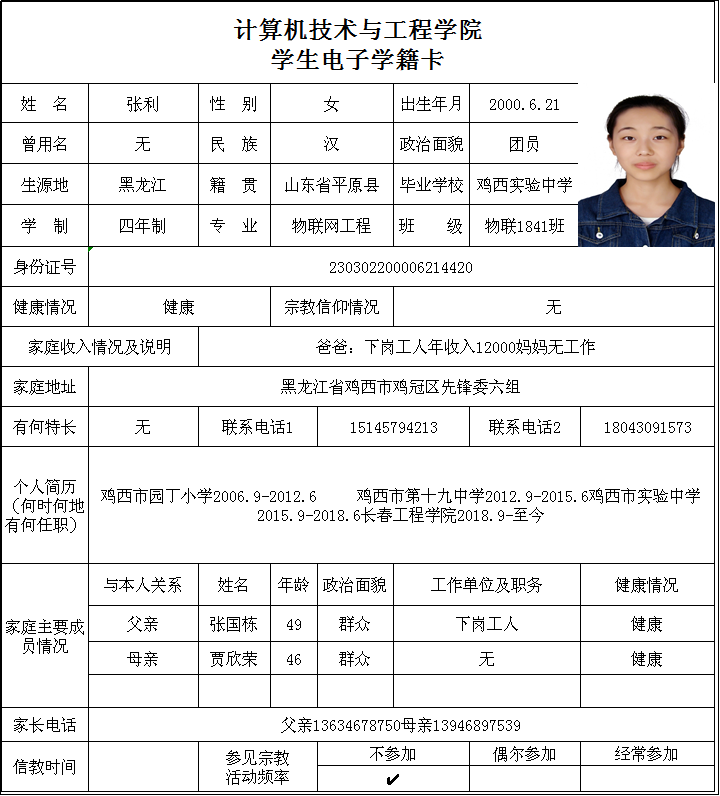 计算机技术与工程学院
学生电子学籍卡
姓 名 张利 性 别 女 出生年月 2000.6.21
曾用名 无 民 族 汉 政治面貌 团员
生源地 黑龙江 籍 贯 山东省平原县 毕业学校 鸡西实验中学
学 制 四年制 专 业 物联网工程 班 级 物联1841班
身份证号 230302200006214420
健康情况 健康 宗教信仰情况 无
家庭收入情况及说明 爸爸：下岗工人年收入12000妈妈无工作
家庭地址 黑龙江省鸡西市鸡冠区先锋委六组
有何特长 无 联系电话1 15145794213 联系电话2 18043091573
个人简历
（何时何地
有何任职）
鸡西市园丁小学2006.9-2012.6 鸡西市第十九中学2012.9-2015.6鸡西市实验中学
2015.9-2018.6长春工程学院2018.9-至今
家庭主要成
员情况
与本人关系 姓名 年龄 政治面貌 工作单位及职务 健康情况
父亲 张国栋 49 群众 下岗工人 健康
母亲 贾欣荣 46 群众 无 健康
家长电话 父亲13634678750母亲13946897539
信教时间
参见宗教
活动频率
不参加 偶尔参加 经常参加
✔